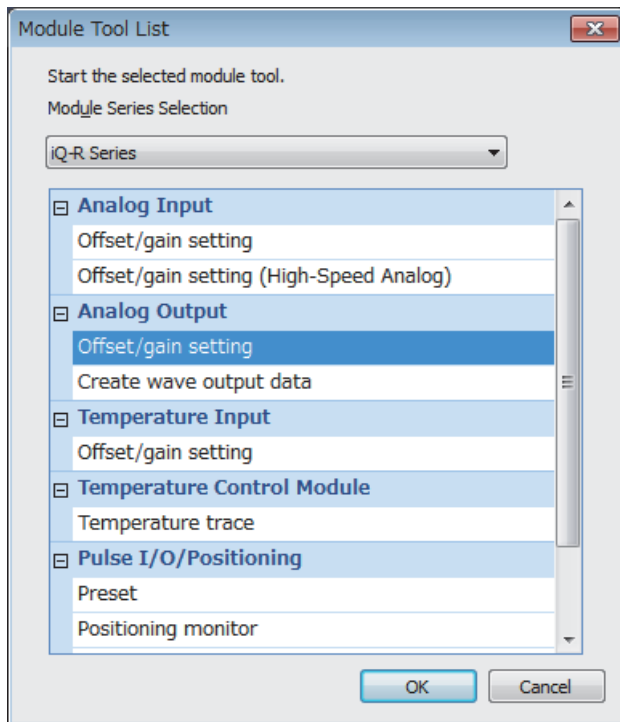 Module Tool List
Start the selected module tool.
Module Series Selection
iQ-R Series
Analog Input
Offset/gain setting
Offset/gain setting (High-Speed Analog)
Analog Output
Offset/gain setting
Create wave output data
Temperature Input
Offset/gain setting
Temperature Control Module
Temperature trace
Pulse I/O/Positioning
Preset
Positioning monitor
OK Cancel